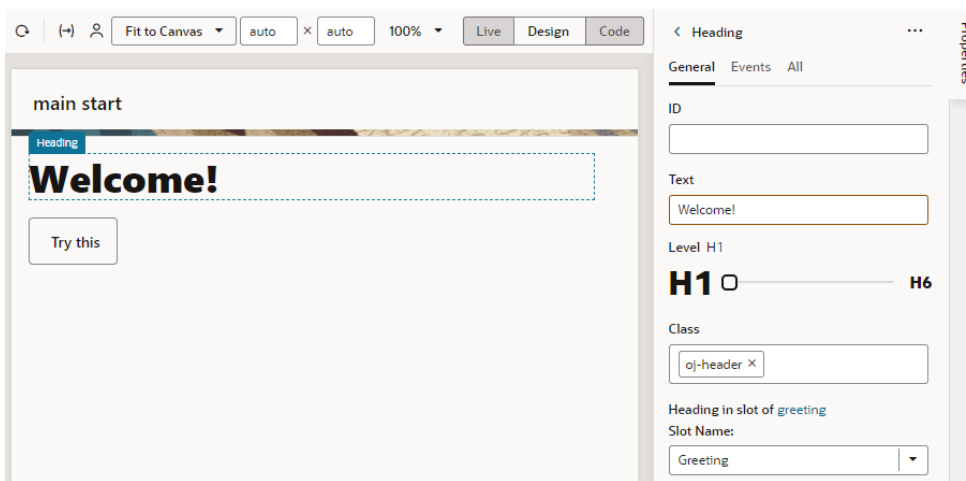 Fit to Canvas
auto × auto
100%
Live Design Code
main start
Heading
Welcome!
Try this
Heading
General Events All
ID
Text
Welcome!
Level H1
H1 H6
Class
oj-header ×
Heading in slot of greeting
Slot Name:
Greeting
Properties